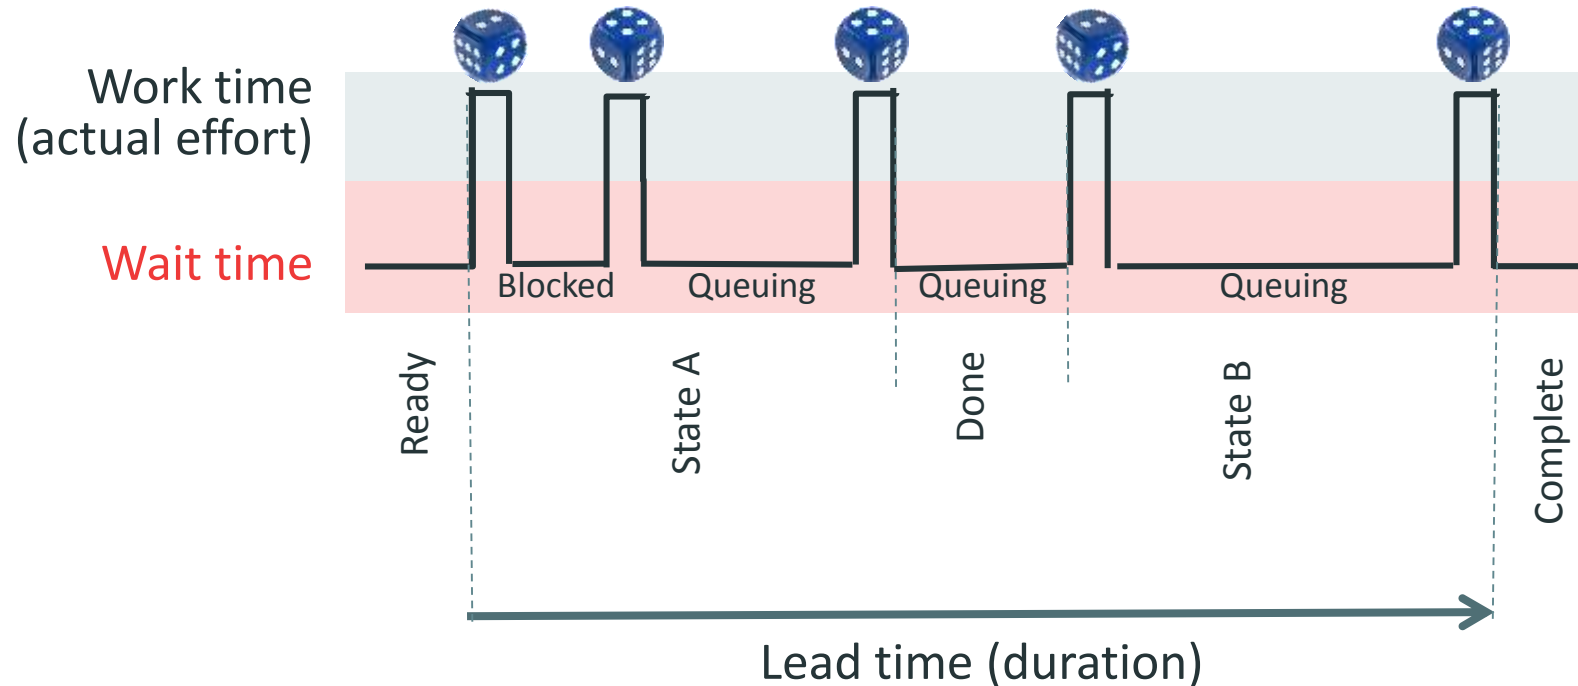 Work time
(actual effort)
Wait time
Blocked
Queuing
Queuing
Queuing
Ready
State A
Done
State B
Complete
Lead time (duration)